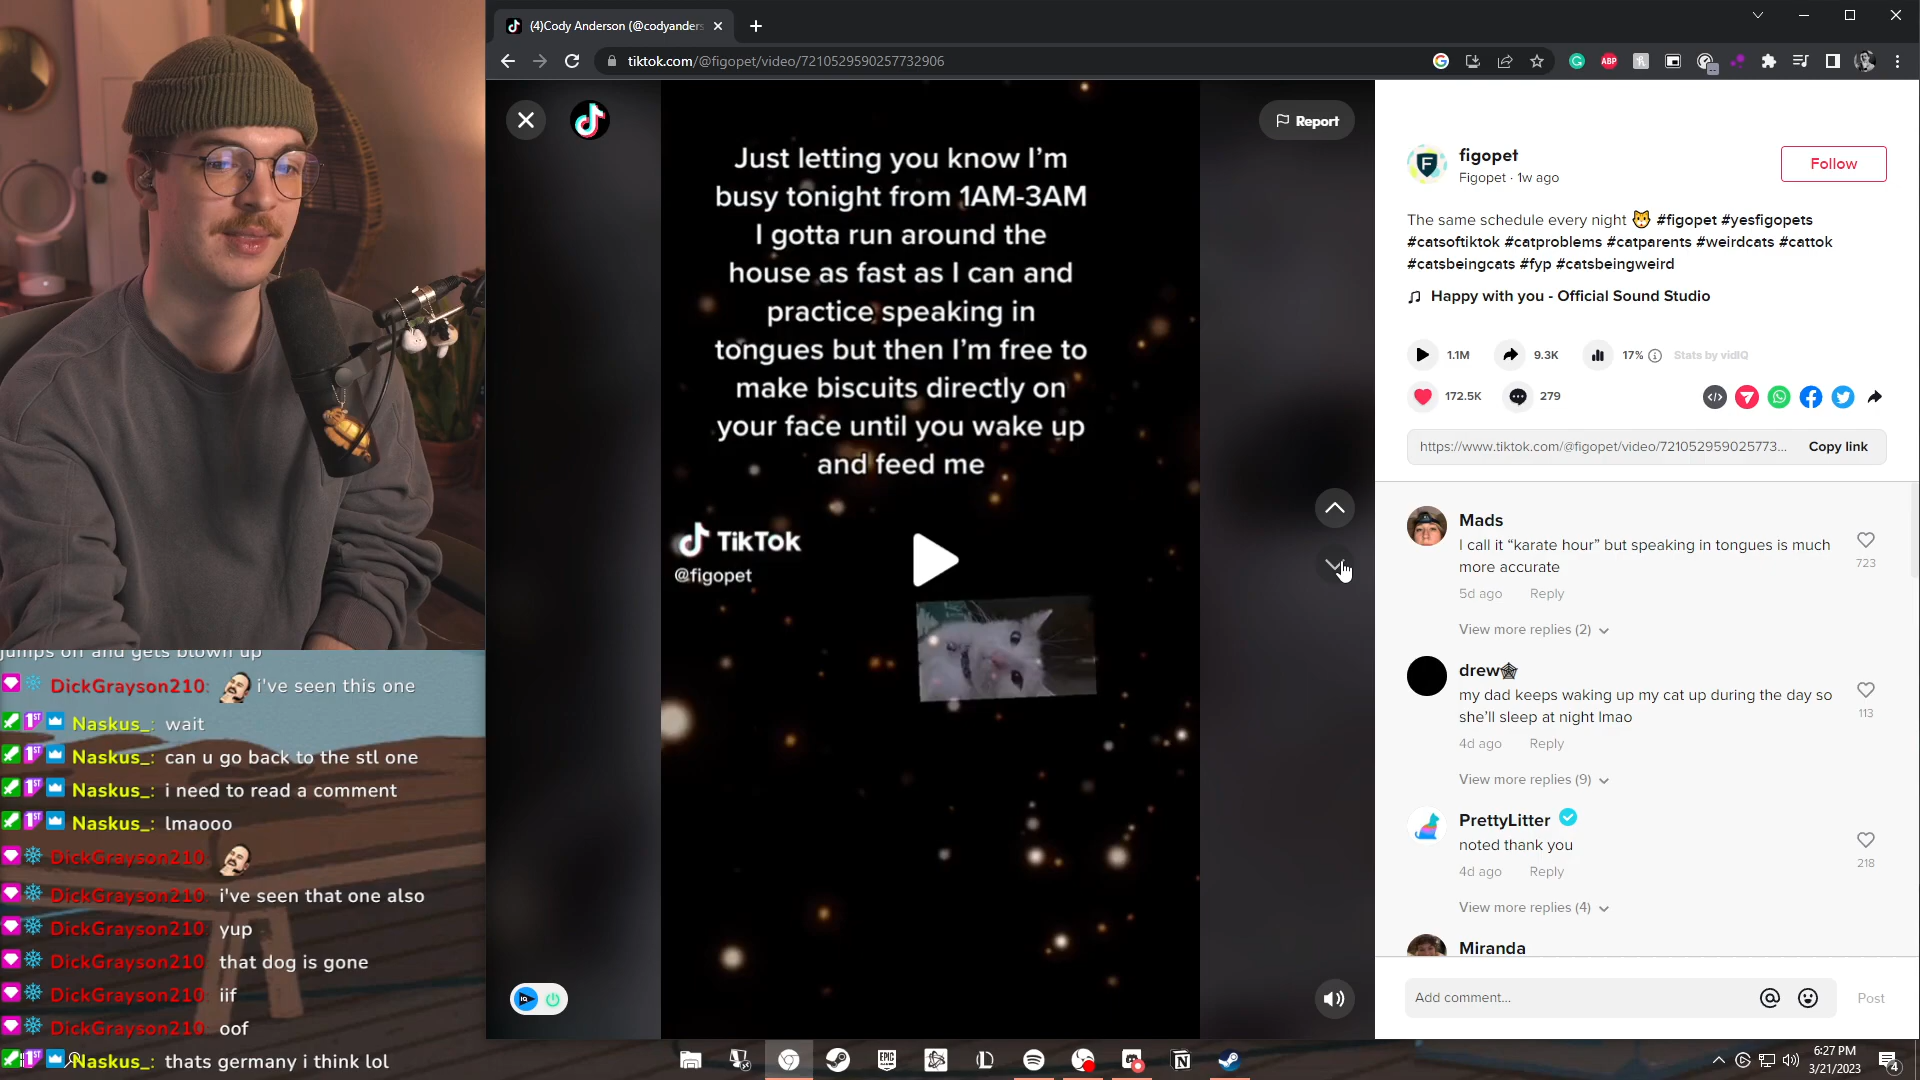 (4)Cody Anderson (@codyanders
tiktok.com/@figopet/video/7210529590257732906
ABP
Report
Just letting you know I'm
busy tonight from 1AM-3AM
I gotta run around the
house as fast as I can and
practice speaking in
tongues but then I'm free to
make biscuits directly on
your face until you wake up
and feed me
TikTok
@figopet
figopet
Figopet · 1w ago
Follow
The same schedule every night 🐱 #figopet #yesfigopets
#catsoftiktok #catproblems #catparents #weirdcats #cattok
#catsbeingcats #fyp #catsbeingweird
Happy with you - Official Sound Studio
1.1M 9.3K 17% Stats by vidIQ
172.5K 279
https://www.tiktok.com/@figopet/video/721052959025773... Copy link
Mads
I call it “karate hour” but speaking in tongues is much
more accurate
723
5d ago Reply
View more replies (2)
drew
my dad keeps waking up my cat up during the day so
she'll sleep at night lmao
113
4d ago Reply
View more replies (9)
PrettyLitter
noted thank you
218
4d ago Reply
View more replies (4)
Miranda
Add comment...
Post
jumps off and gets blown up
DickGrayson210: i've seen this one
Naskus_: wait
Naskus_: can u go back to the stl one
Naskus_: i need to read a comment
Naskus_: lmaooo
DickGrayson210:
DickGrayson210: i've seen that one also
DickGrayson210: yup
DickGrayson210: that dog is gone
DickGrayson210: iif
DickGrayson210: oof
Naskus_: thats germany i think lol
IQ
EPIC
6:27 PM
3/21/2023
4